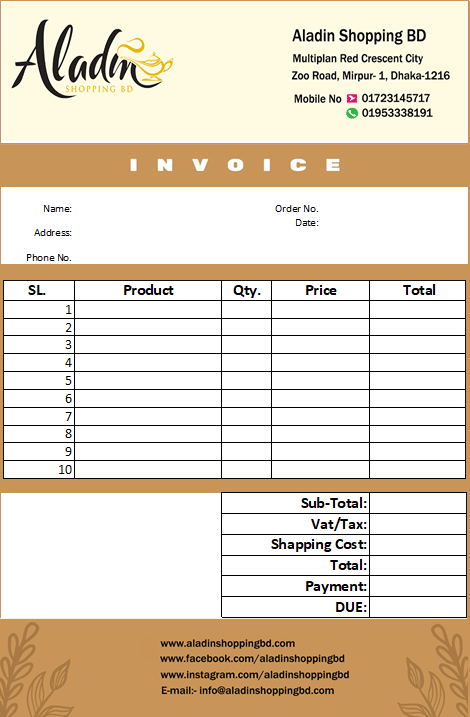 Aladin
SHOPPING BD
Aladin Shopping BD
Multiplan Red Crescent City
Zoo Road, Mirpur- 1, Dhaka-1216
Mobile No 01723145717
01953338191
INVOICE
Name:
Order No.
Date:
Address:
Phone No.
SL. Product Qty. Price Total
1
2
3
4
5
6
7
8
9
10
Sub-Total:
Vat/Tax:
Shapping Cost:
Total:
Payment:
DUE:
www.aladinshoppingbd.com
www.facebook.com/aladinshoppingbd
www.instagram.com/aladinshoppingbd
E-mail:- info@aladinshoppingbd.com